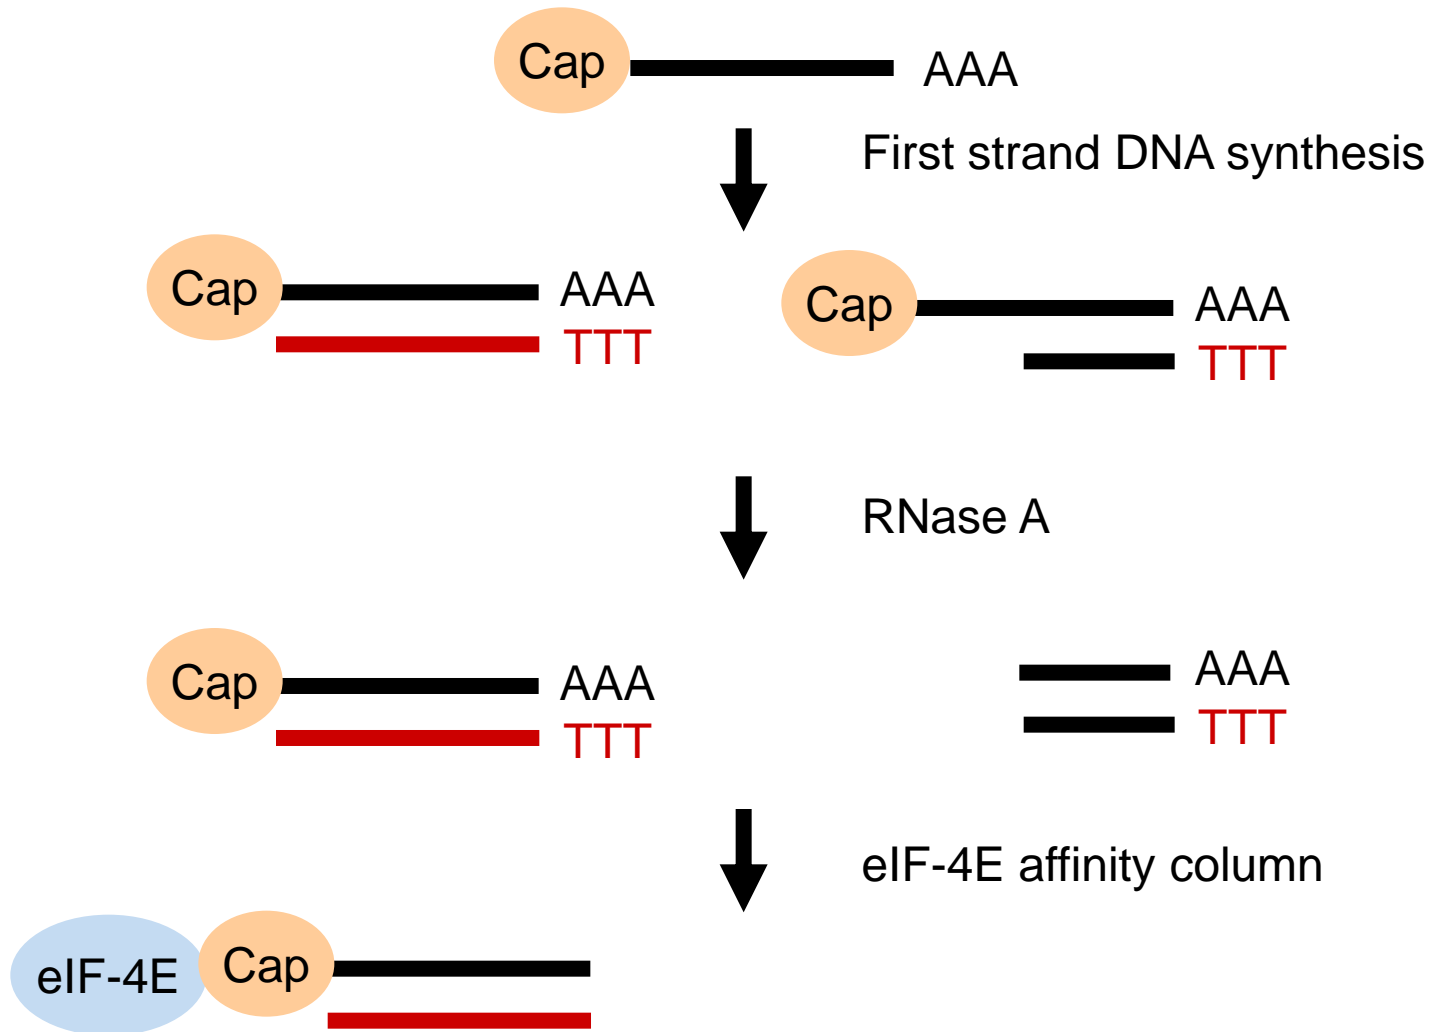 Cap AAA
First strand DNA synthesis
Cap AAA Cap AAA
TTT TTT
RNase A
Cap AAA AAA
TTT TTT
eIF-4E affinity column
eIF-4E Cap